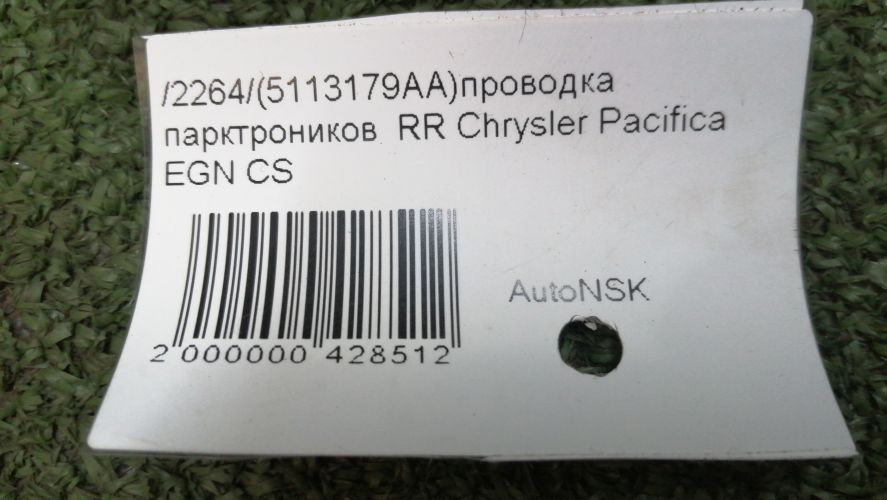 /2264/(5113179AA)проводка
парктроников RR Chrysler Pacifica
EGN CS
AutoNSK
2 000000 428512